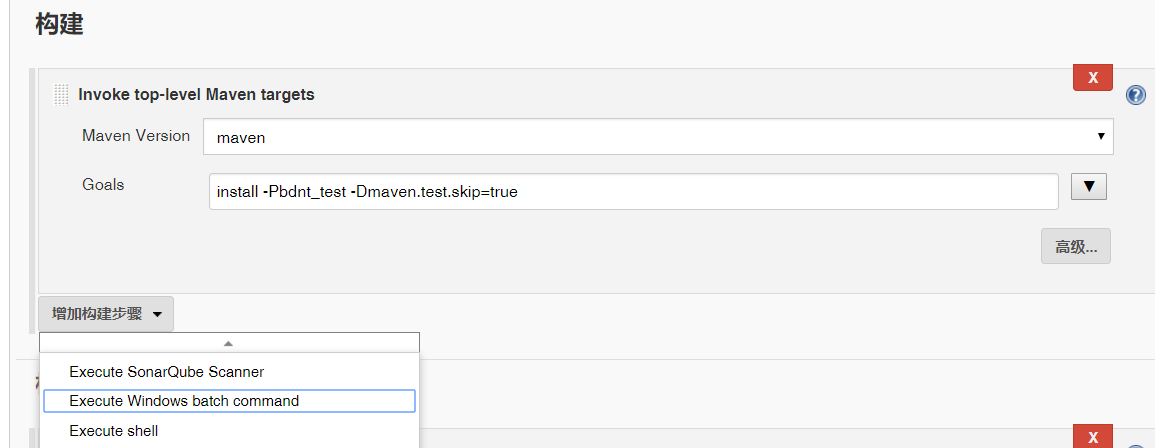 构建
X
Invoke top-level Maven targets
Maven Version
maven
Goals
install -Pbdnt_test -Dmaven.test.skip=true
高级...
增加构建步骤
Execute SonarQube Scanner
Execute Windows batch command
Execute shell
X